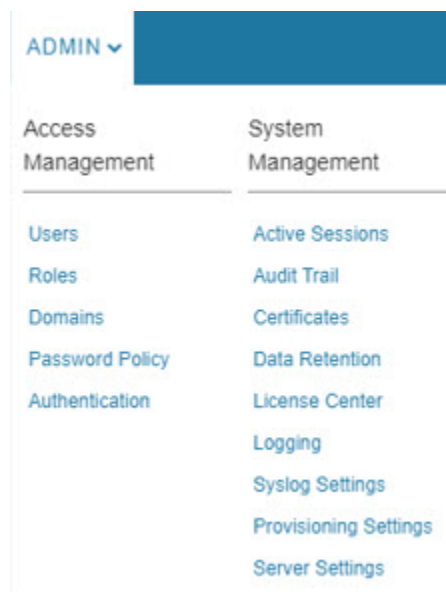 ADMIN
Access
Management
Users
Roles
Domains
Password Policy
Authentication
System
Management
Active Sessions
Audit Trail
Certificates
Data Retention
License Center
Logging
Syslog Settings
Provisioning Settings
Server Settings